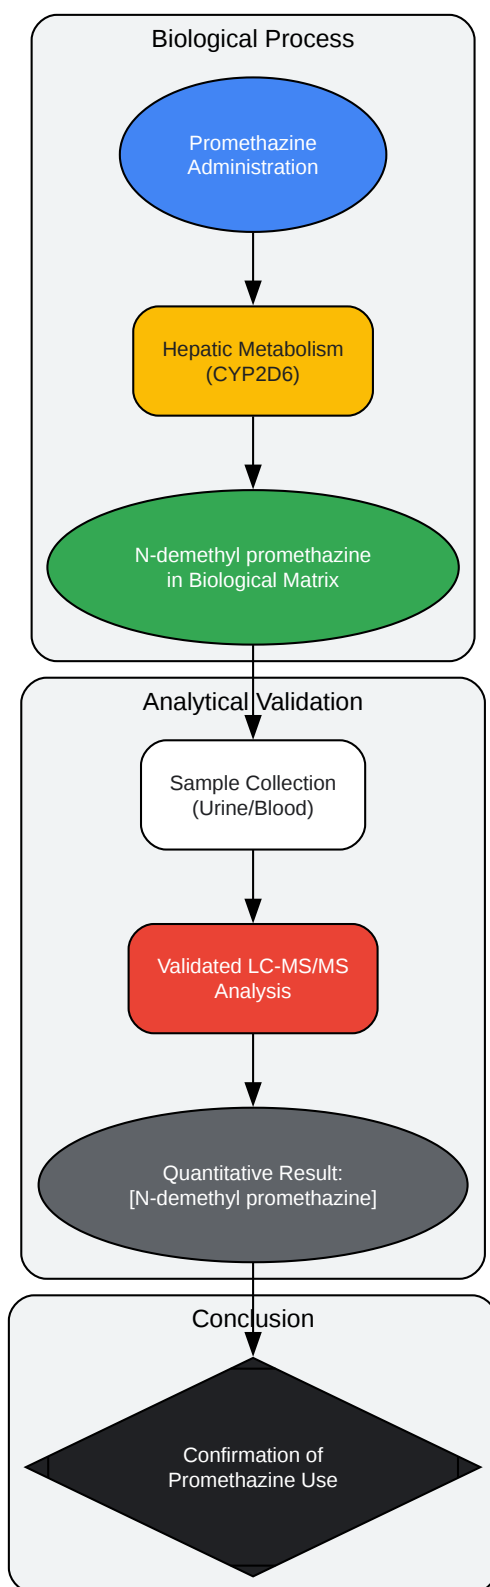 Biological Process
Promethazine
Administration
Hepatic Metabolism
(CYP2D6)
N-demethyl promethazine
in Biological Matrix
Analytical Validation
Sample Collection
(Urine/Blood)
Validated LC-MS/MS
Analysis
Quantitative Result:
[N-demethyl promethazine]
Conclusion
Confirmation of
Promethazine Use